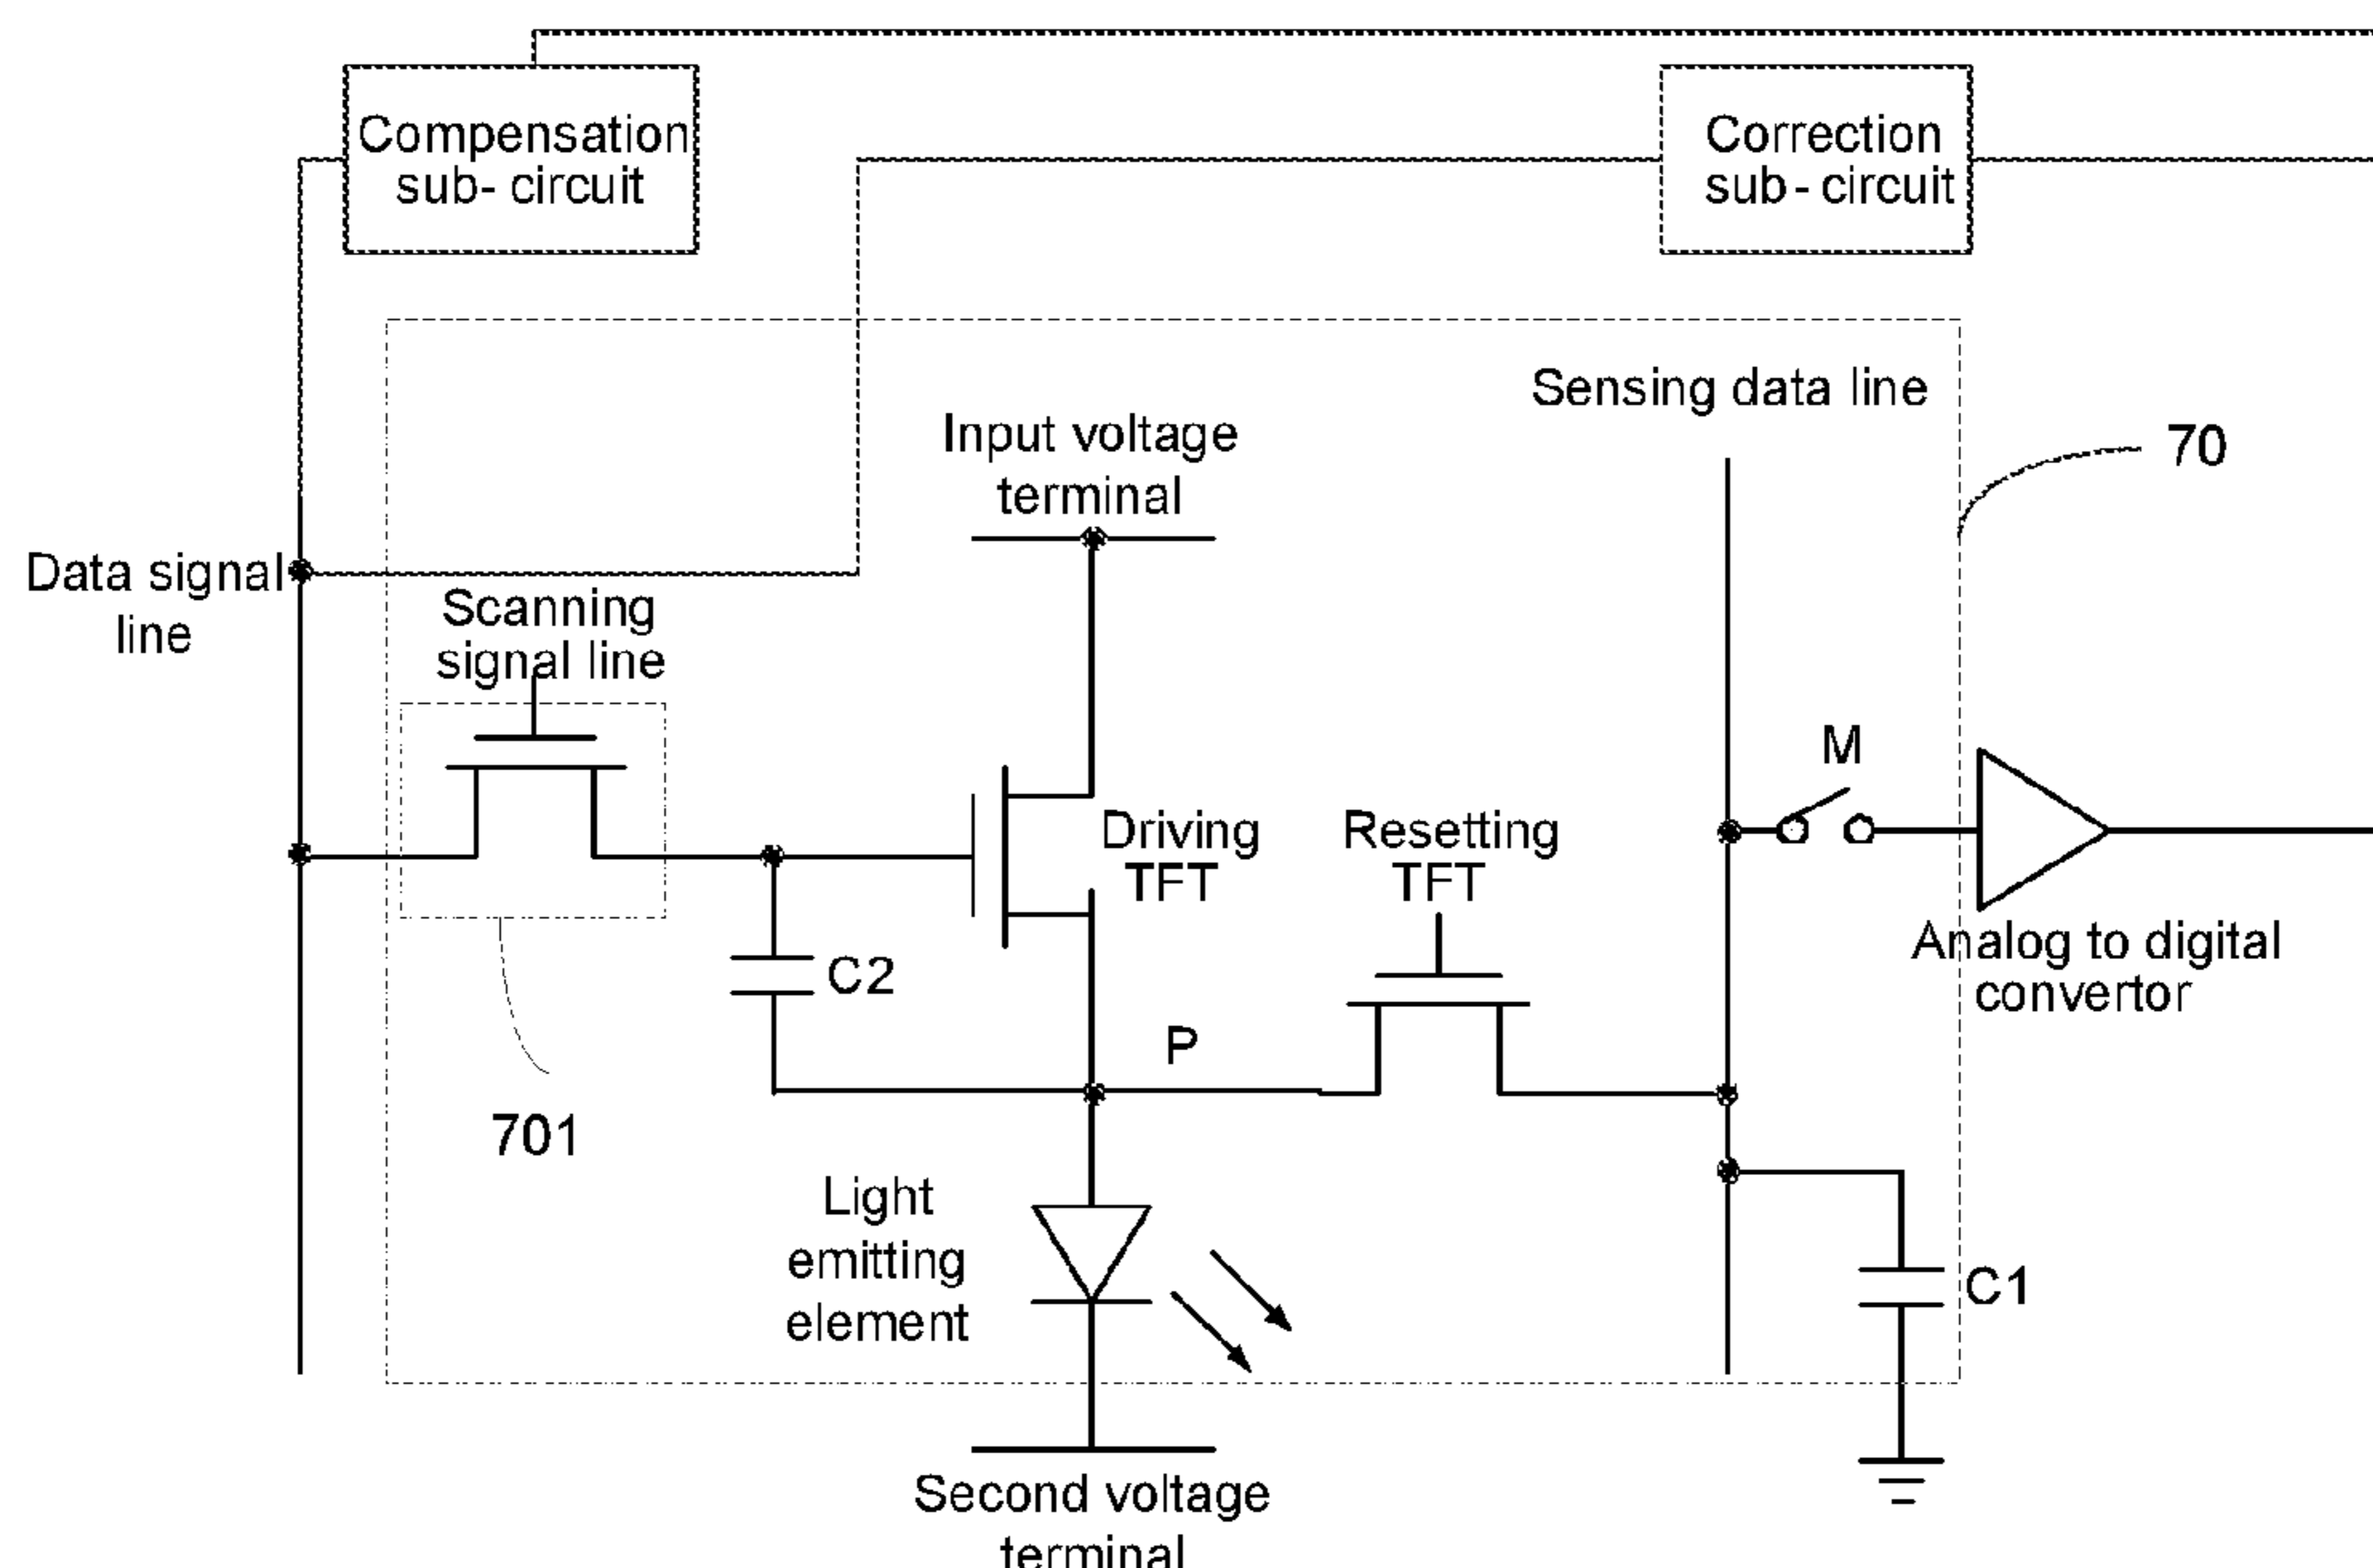 Compensation
sub- circuit
Correction
sub- circuit
Sensing data line
70
Input voltage
terminal
Data signal
line
Scanning
signal line
M
Driving
TFT
Resetting
TFT
Analog to digital
convertor
C2
P
701
Light
emitting
element
C1
Second voltage
terminal